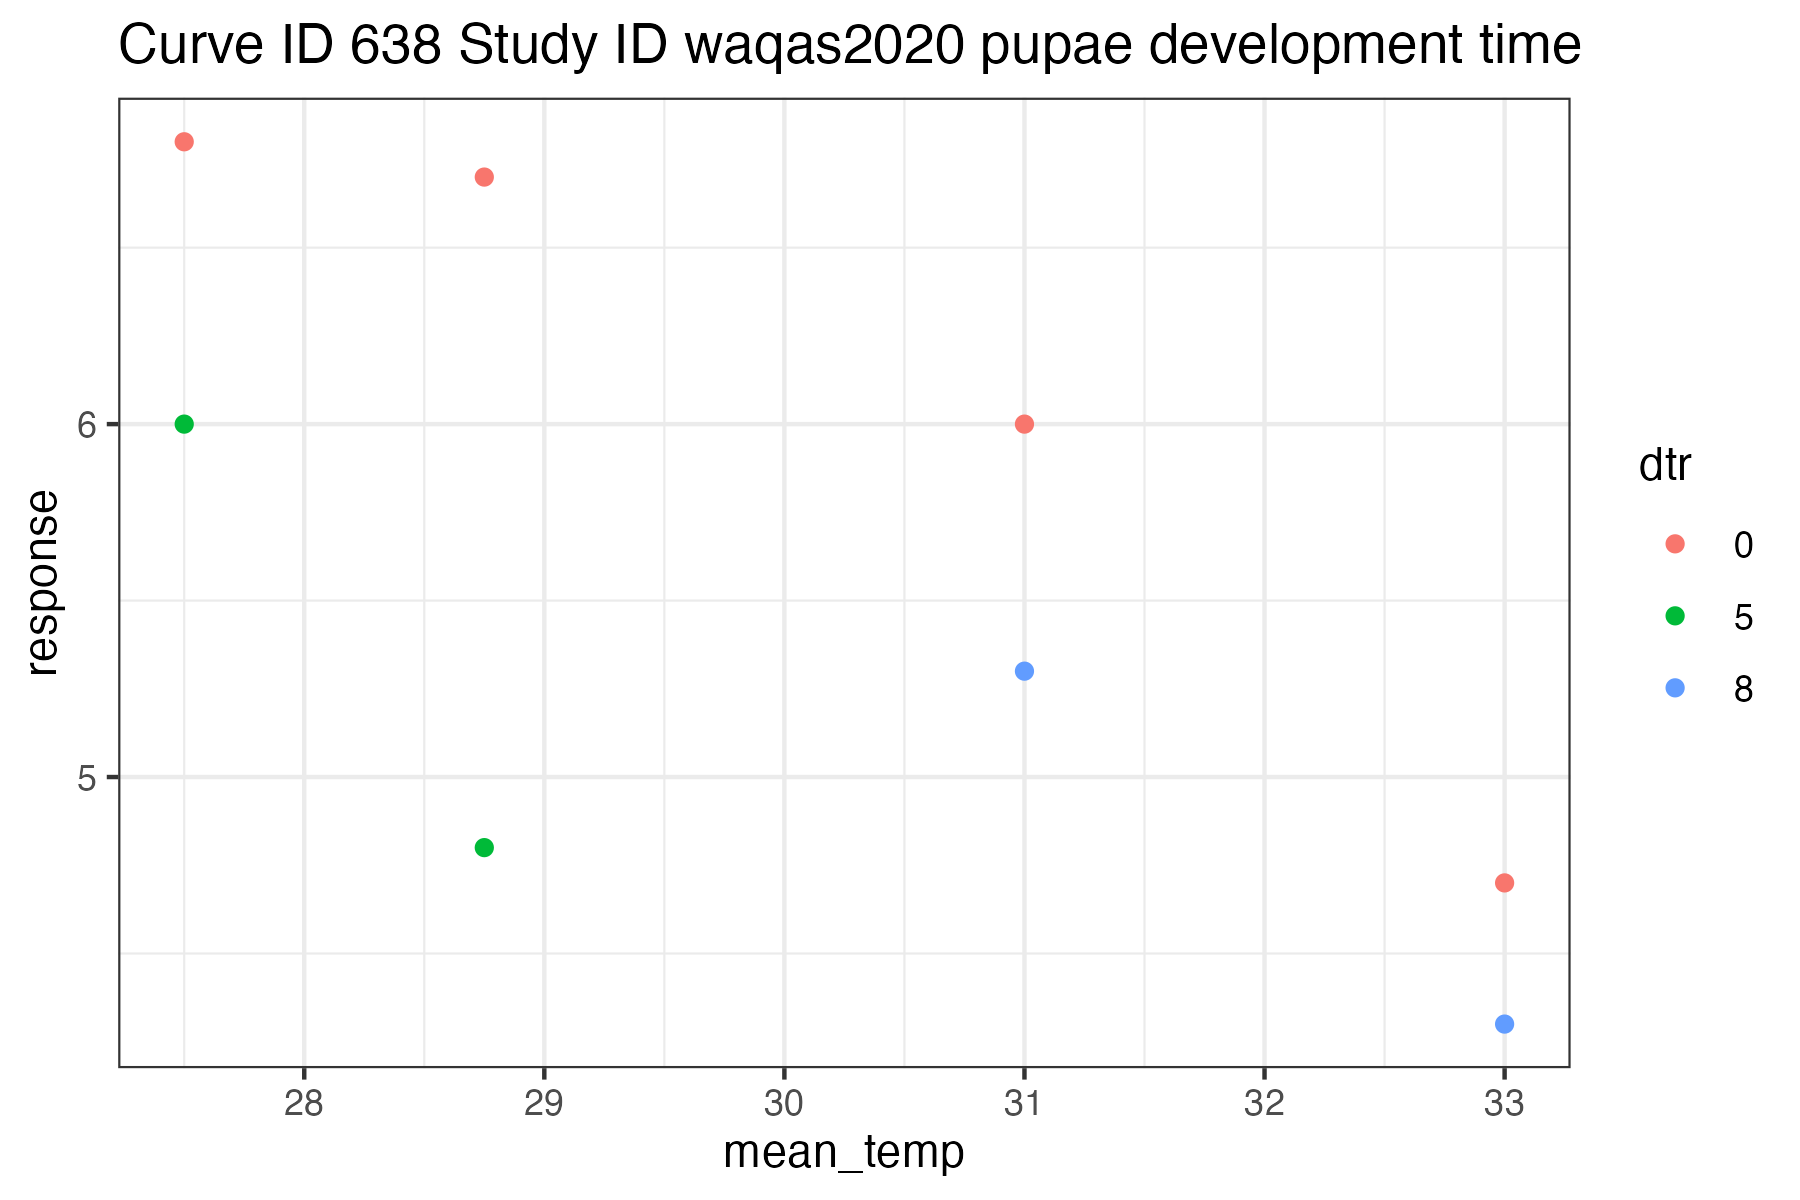 Curve ID 638 Study ID waqas2020 pupae development time
6
5
response
28 29 30 31 32 33
mean_temp
dtr
0
5
8